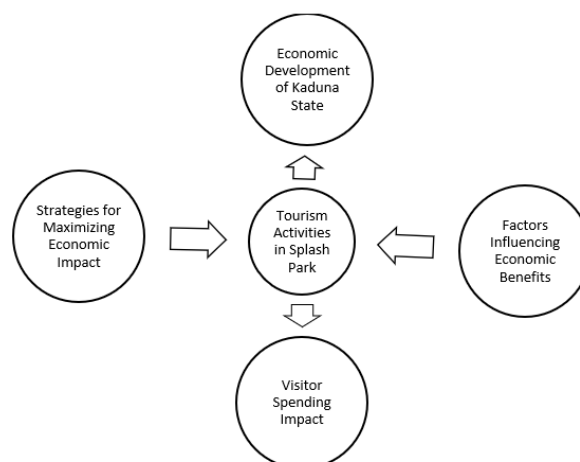 Economic
Development
of Kaduna
State
Strategies for
Maximizing
Economic
Impact
Tourism
Activities
in Splash
Park
Factors
Influencing
Economic
Benefits
Visitor
Spending
Impact